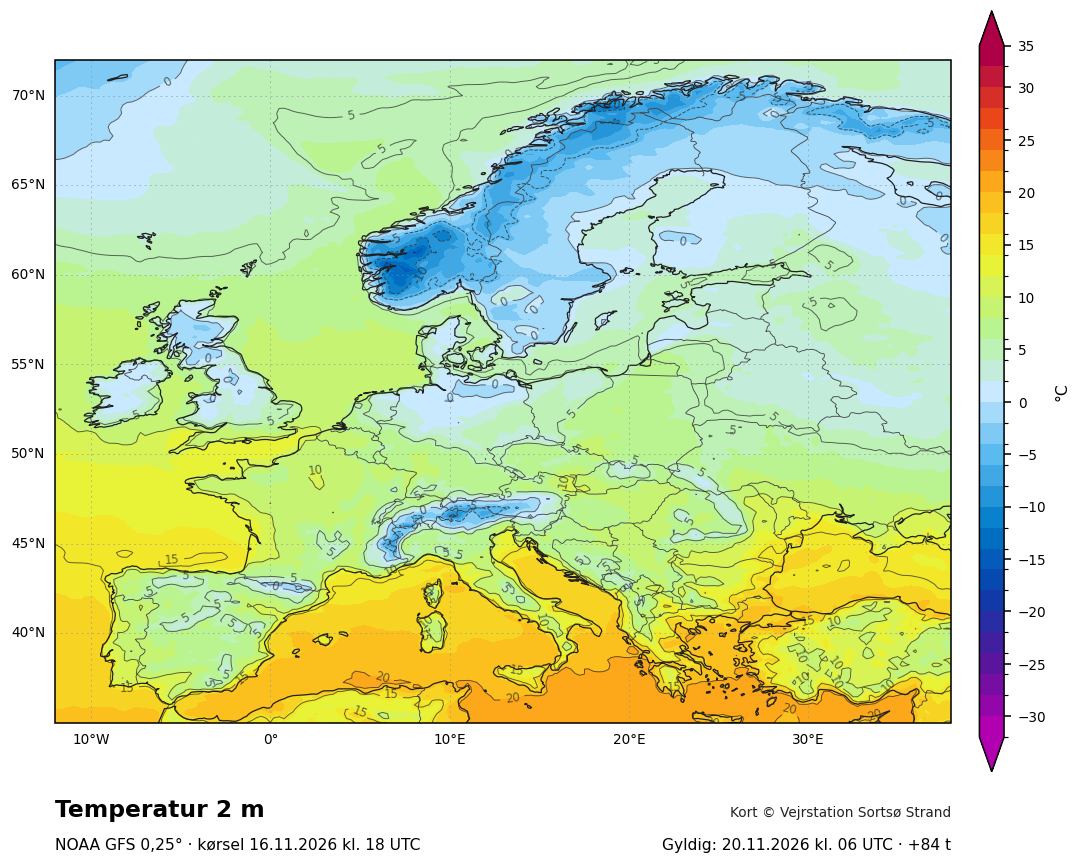 70°N
65°N
60°N
55°N
50°N
45°N
40°N
10°W
0°
10°E
20°E
30°E
35
30
25
20
15
10
5
0
−5
−10
−15
−20
−25
−30
°C
Temperatur 2 m
Kort © Vejrstation Sortsø Strand
NOAA GFS 0,25° · kørsel 16.11.2026 kl. 18 UTC
Gyldig: 20.11.2026 kl. 06 UTC · +84 t